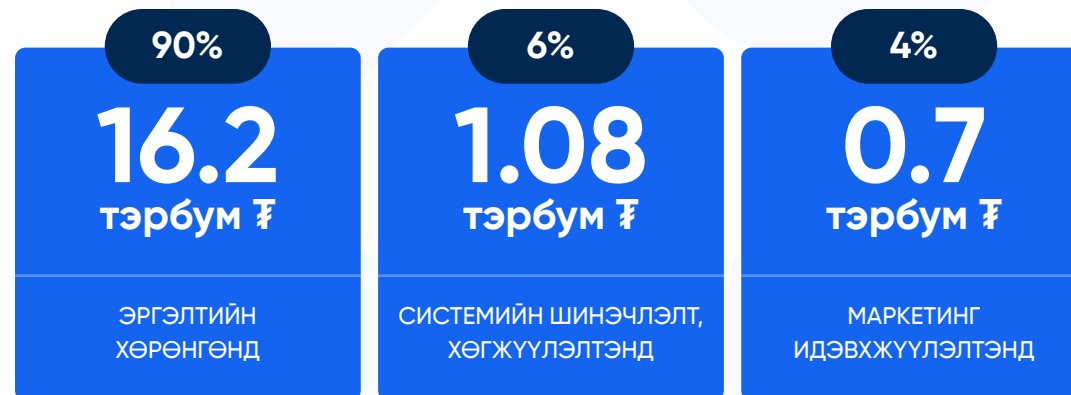 90%
16.2
тэрбум ₮
ЭРГЭЛТИЙН
ХӨРӨНГӨНД
6%
1.08
тэрбум ₮
СИСТЕМИЙН ШИНЭЧЛЭЛТ,
ХӨГЖҮҮЛЭЛТЭНД
4%
0.7
тэрбум ₮
МАРКЕТИНГ
ИДЭВХЖҮҮЛЭЛТЭНД